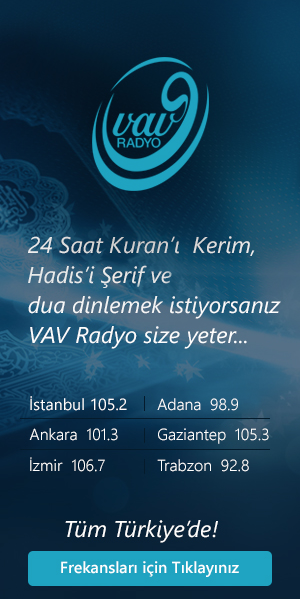 vav
RADYO
24 Saat Kuran’ı Kerim,
Hadis’i Şerif ve
dua dinlemek istiyorsanız
VAV Radyo size yeter...
İstanbul 105.2 | Adana 98.9
Ankara 101.3 | Gaziantep 105.3
İzmir 106.7 | Trabzon 92.8
Tüm Türkiye’de!
Frekansları için Tıklayınız